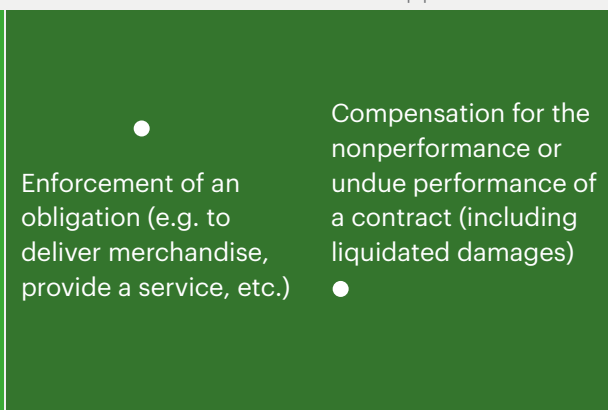 Enforcement of an
obligation (e.g. to
deliver merchandise,
provide a service, etc.)
Compensation for the
nonperformance or
undue performance of
a contract (including
liquidated damages)